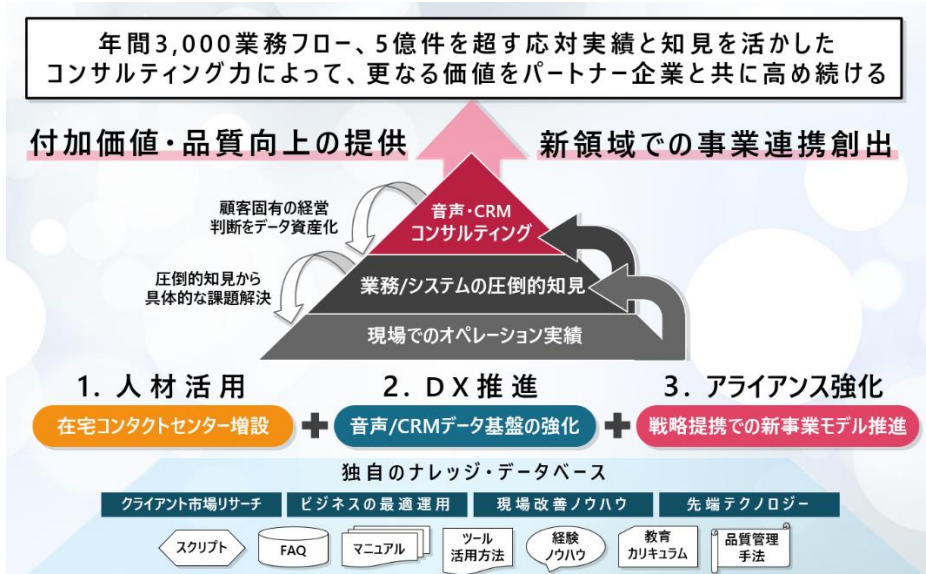 年間3,000業務フロー、5億件を超す応対実績と知見を活かした
コンサルティング力によって、更なる価値をパートナー企業と共に高め続ける
付加価値・品質向上の提供
新領域での事業連携創出
顧客固有の経営
判断をデータ資産化
音声・CRM
コンサルティング
圧倒的知見から
具体的な課題解決
業務/システムの圧倒的知見
現場でのオペレーション実績
1. 人材活用
2. DX推進
3. アライアンス強化
在宅コンタクトセンター増設
+
音声/CRMデータ基盤の強化
+
戦略提携での新事業モデル推進
独自のナレッジ・データベース
クライアント市場リサーチ
ビジネスの最適運用
現場改善ノウハウ
先端テクノロジー
スクリプト
FAQ
マニュアル
ツール
活用方法
経験
ノウハウ
教育
カリキュラム
品質管理
手法